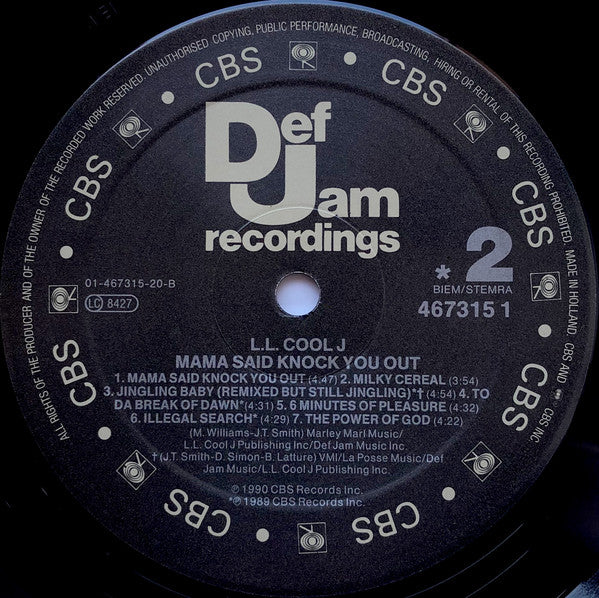 ALL RIGHTS OF THE PRODUCER AND OF THE OWNER OF THE RECORDED WORK RESERVED. UNAUTHORISED COPYING, PUBLIC PERFORMANCE, BROADCASTING, HIRING OR RENTAL OF THIS RECORDING PROHIBITED. MADE IN HOLLAND. CBS AND ARE CBS INC
CBS
CBS
CBS
CBS
CBS
CBS
CBS
CBS
CBS
Def
Jam
recordings
* 2
01-467315-20-B
BIEM/STEMRA
LC 8427
467315 1
L.L. COOL J
MAMA SAID KNOCK YOU OUT
1. MAMA SAID KNOCK YOU OUT (4:47) 2. MILKY CEREAL (3:54)
3. JINGLING BABY (REMIXED BUT STILL JINGLING)*† (4:54) 4. TO
DA BREAK OF DAWN* (4:31) 5. 6 MINUTES OF PLEASURE (4:32)
6. ILLEGAL SEARCH* (4:29) 7. THE POWER OF GOD (4:22)
(M. Williams-J.T. Smith) Marley Marl Music/
L.L. Cool J Publishing Inc/Def Jam Music Inc.
†(J.T. Smith-D. Simon-B. Latture) VMI/La Posse Music/Def
Jam Music/L.L. Cool J Publishing Inc.
℗ 1990 CBS Records Inc.
*℗ 1989 CBS Records Inc.